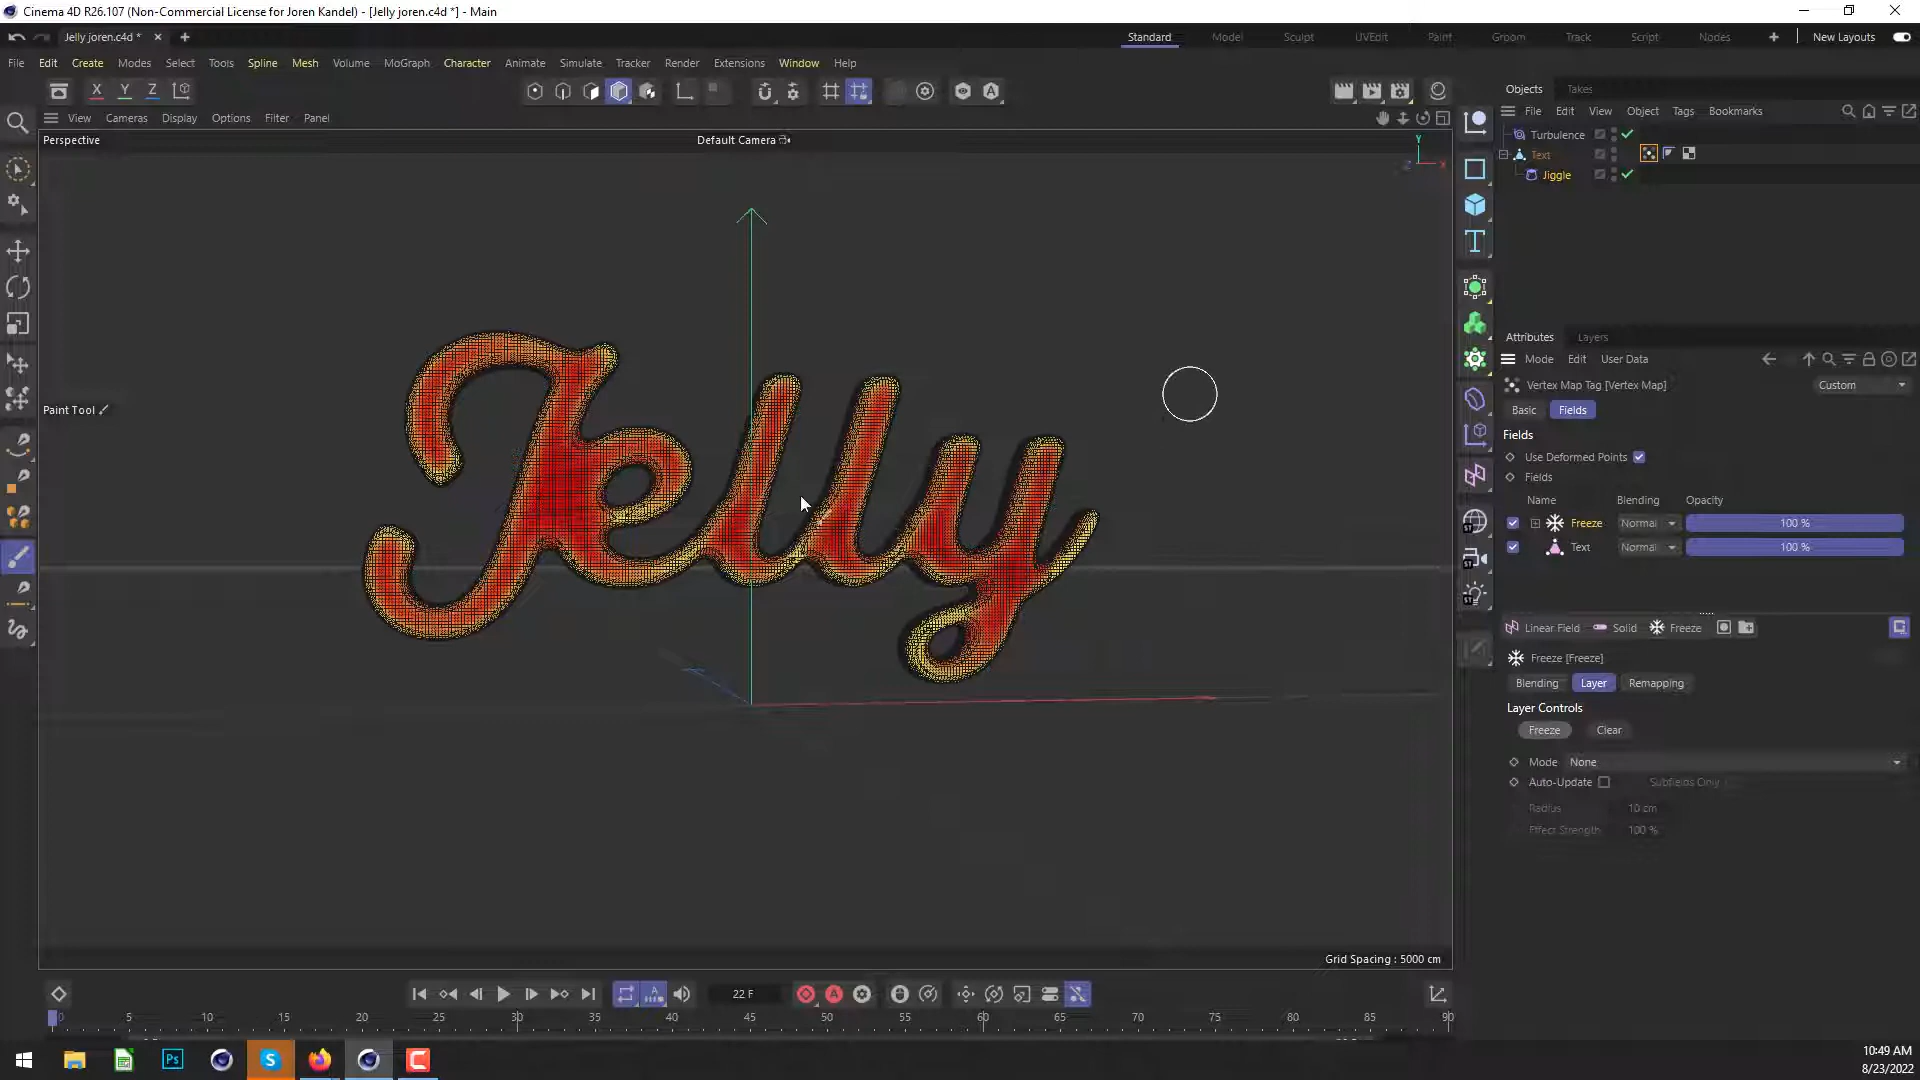 Cinema 4D R26.107 (Non-Commercial License for Joren Kandel) - [Jelly joren.c4d *] - Main
Jelly joren.c4d *
Standard Model Sculpt UVEdit Paint Groom Track Script Nodes New Layouts
File Edit Create Modes Select Tools Spline Mesh Volume MoGraph Character Animate Simulate Tracker Render Extensions Window Help
X Y Z
Objects Takes
File Edit View Object Tags Bookmarks
View Cameras Display Options Filter Panel
Perspective
Default Camera
Y
Turbulence
Text
Jiggle
Jelly
Paint Tool
Attributes Layers
Mode Edit User Data
Vertex Map Tag [Vertex Map]
Custom
Basic Fields
Fields
Use Deformed Points
Fields
Name Blending Opacity
Freeze Normal 100 %
Text Normal 100 %
Linear Field Solid Freeze
Freeze [Freeze]
Blending Layer Remapping
Layer Controls
Freeze Clear
Mode None
Auto-Update Subfields Only
Radius 10 cm
Effect Strength 100 %
Grid Spacing : 5000 cm
22 F
0 5 10 15 20 25 30 35 40 45 50 55 60 65 70 75 80 85 90
Ps
S
10:49 AM
8/23/2022